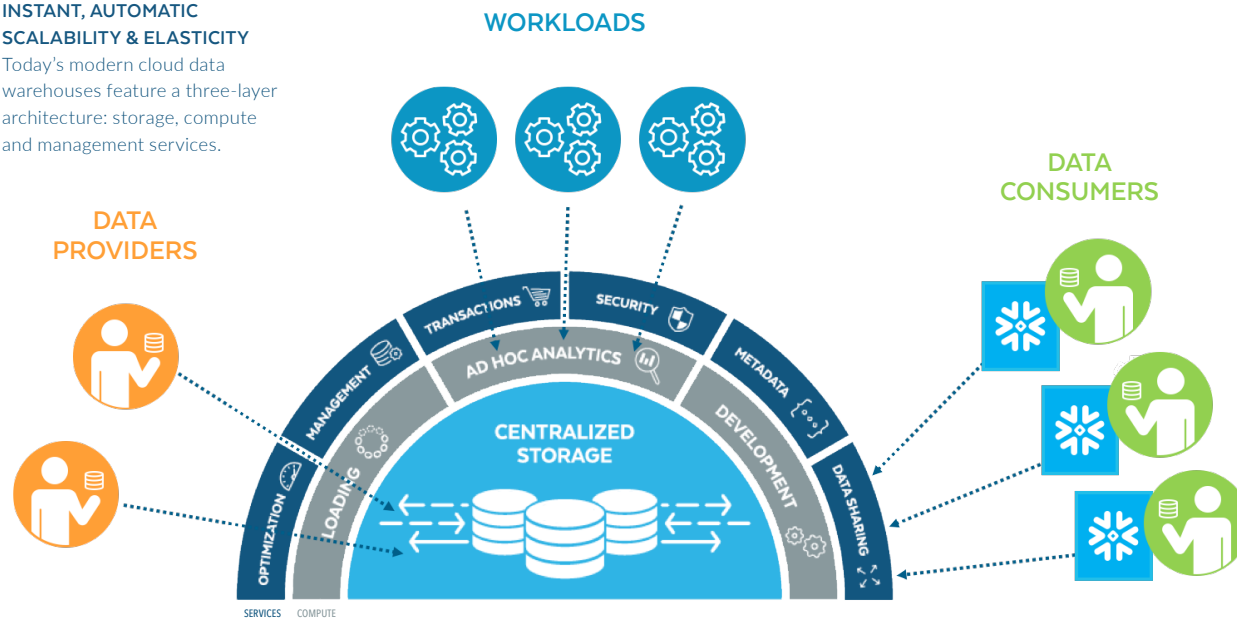 INSTANT, AUTOMATIC
SCALABILITY & ELASTICITY
Today's modern cloud data
warehouses feature a three-layer
architecture: storage, compute
and management services.
WORKLOADS
DATA
PROVIDERS
DATA
CONSUMERS
OPTIMIZATION
MANAGEMENT
TRANSACTIONS
SECURITY
METADATA
DATA SHARING
LOADING
AD HOC ANALYTICS
DEVELOPMENT
CENTRALIZED
STORAGE
SERVICES
COMPUTE